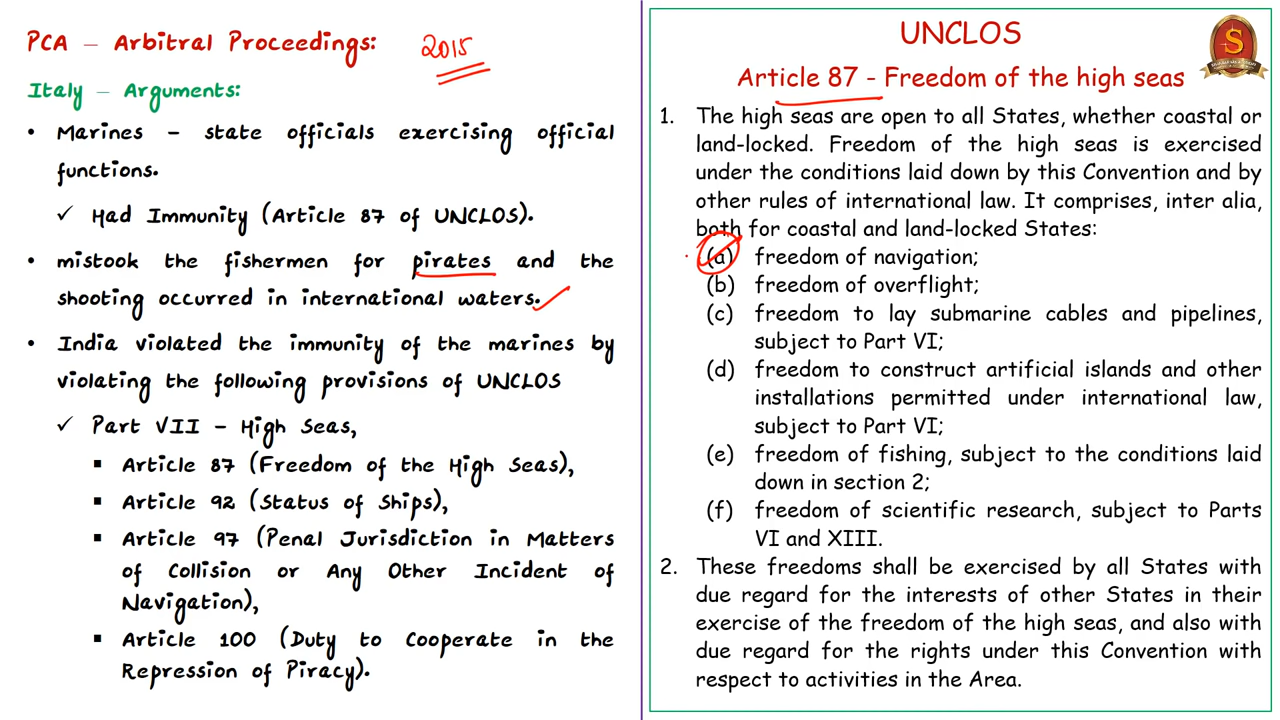 PCA – Arbitral Proceedings:
2015
Italy – Arguments:
• Marines – state officials exercising official
functions.
✓ Had Immunity (Article 87 of UNCLOS).
• mistook the fishermen for pirates and the
shooting occurred in international waters.
• India violated the immunity of the marines by
violating the following provisions of UNCLOS
✓ Part VII – High Seas,
▪ Article 87 (Freedom of the High Seas),
▪ Article 92 (Status of Ships),
▪ Article 97 (Penal Jurisdiction in Matters
of Collision or Any Other Incident of
Navigation),
▪ Article 100 (Duty to Cooperate in the
Repression of Piracy).
UNCLOS
Article 87 - Freedom of the high seas
1. The high seas are open to all States, whether coastal or
land-locked. Freedom of the high seas is exercised
under the conditions laid down by this Convention and by
other rules of international law. It comprises, inter alia,
both for coastal and land-locked States:
(a) freedom of navigation;
(b) freedom of overflight;
(c) freedom to lay submarine cables and pipelines,
subject to Part VI;
(d) freedom to construct artificial islands and other
installations permitted under international law,
subject to Part VI;
(e) freedom of fishing, subject to the conditions laid
down in section 2;
(f) freedom of scientific research, subject to Parts
VI and XIII.
2. These freedoms shall be exercised by all States with
due regard for the interests of other States in their
exercise of the freedom of the high seas, and also with
due regard for the rights under this Convention with
respect to activities in the Area.
S